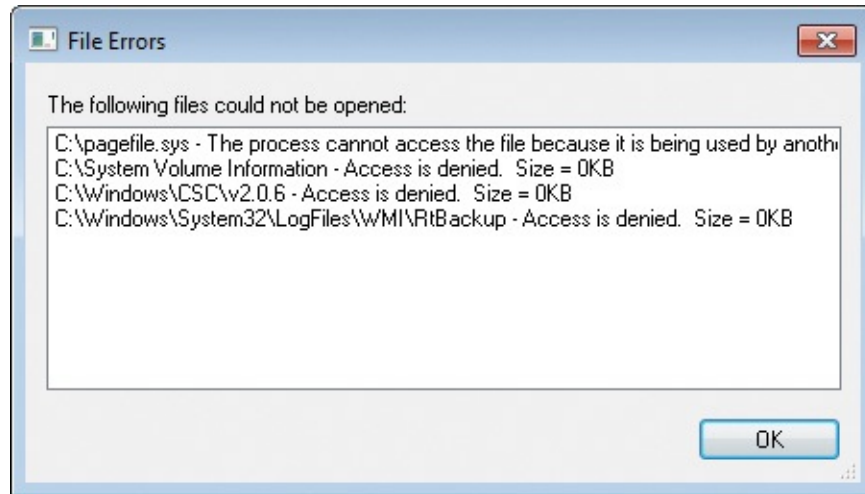 File Errors
The following files could not be opened:
C:\pagefile.sys - The process cannot access the file because it is being used by
C:\System Volume Information - Access is denied.  Size = 0KB
C:\Windows\CSC\v2.0.6 - Access is denied.  Size = 0KB
C:\Windows\System32\LogFiles\WMI\RtBackup - Access is denied.  Size = 0KB
OK